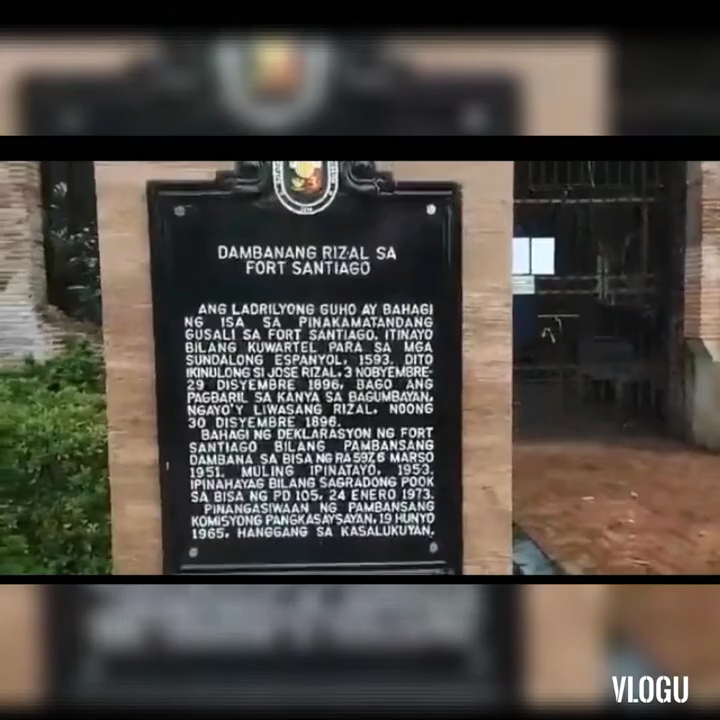 DAMBANANG RIZAL SA
FORT SANTIAGO
ANG LADRILYONG GUHO AY BAHAGI
NG ISA SA PINAKAMATANDANG
GUSALI SA FORT SANTIAGO. ITINAYO
BILANG KUWARTEL PARA SA MGA
SUNDALONG ESPANYOL, 1593. DITO
IKINULONG SI JOSE RIZAL, 3 NOBYEMBRE-
29 DISYEMBRE 1896, BAGO ANG
PAGBARIL SA KANYA SA BAGUMBAYAN,
NGAYO'Y LIWASANG RIZAL, NOONG
30 DISYEMBRE 1896.
BAHAGI NG DEKLARASYON NG FORT
SANTIAGO BILANG PAMBANSANG
DAMBANA SA BISA NG RA 597, 6 MARSO
1951. MULING IPINATAYO, 1953.
IPINAHAYAG BILANG SAGRADONG POOK
SA BISA NG PD 105, 24 ENERO 1973.
PINANGASIWAAN NG PAMBANSANG
KOMISYONG PANGKASAYSAYAN, 19 HUNYO
1965, HANGGANG SA KASALUKUYAN.
VLOGU